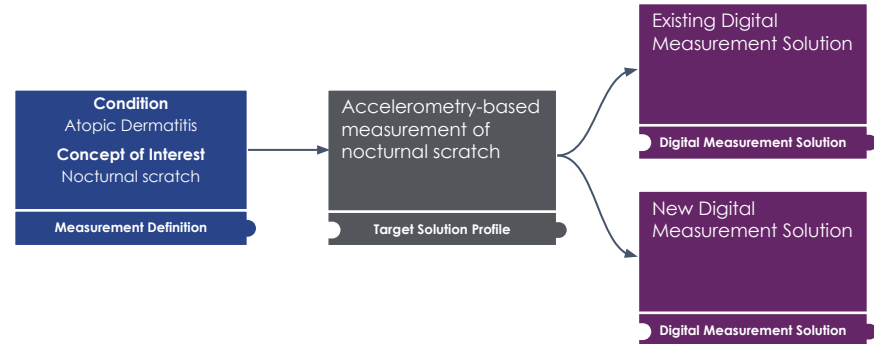 Condition
Atopic Dermatitis
Concept of Interest
Nocturnal scratch
Measurement Definition
Accelerometry-based
measurement of
nocturnal scratch
Target Solution Profile
Existing Digital
Measurement Solution
Digital Measurement Solution
New Digital
Measurement Solution
Digital Measurement Solution